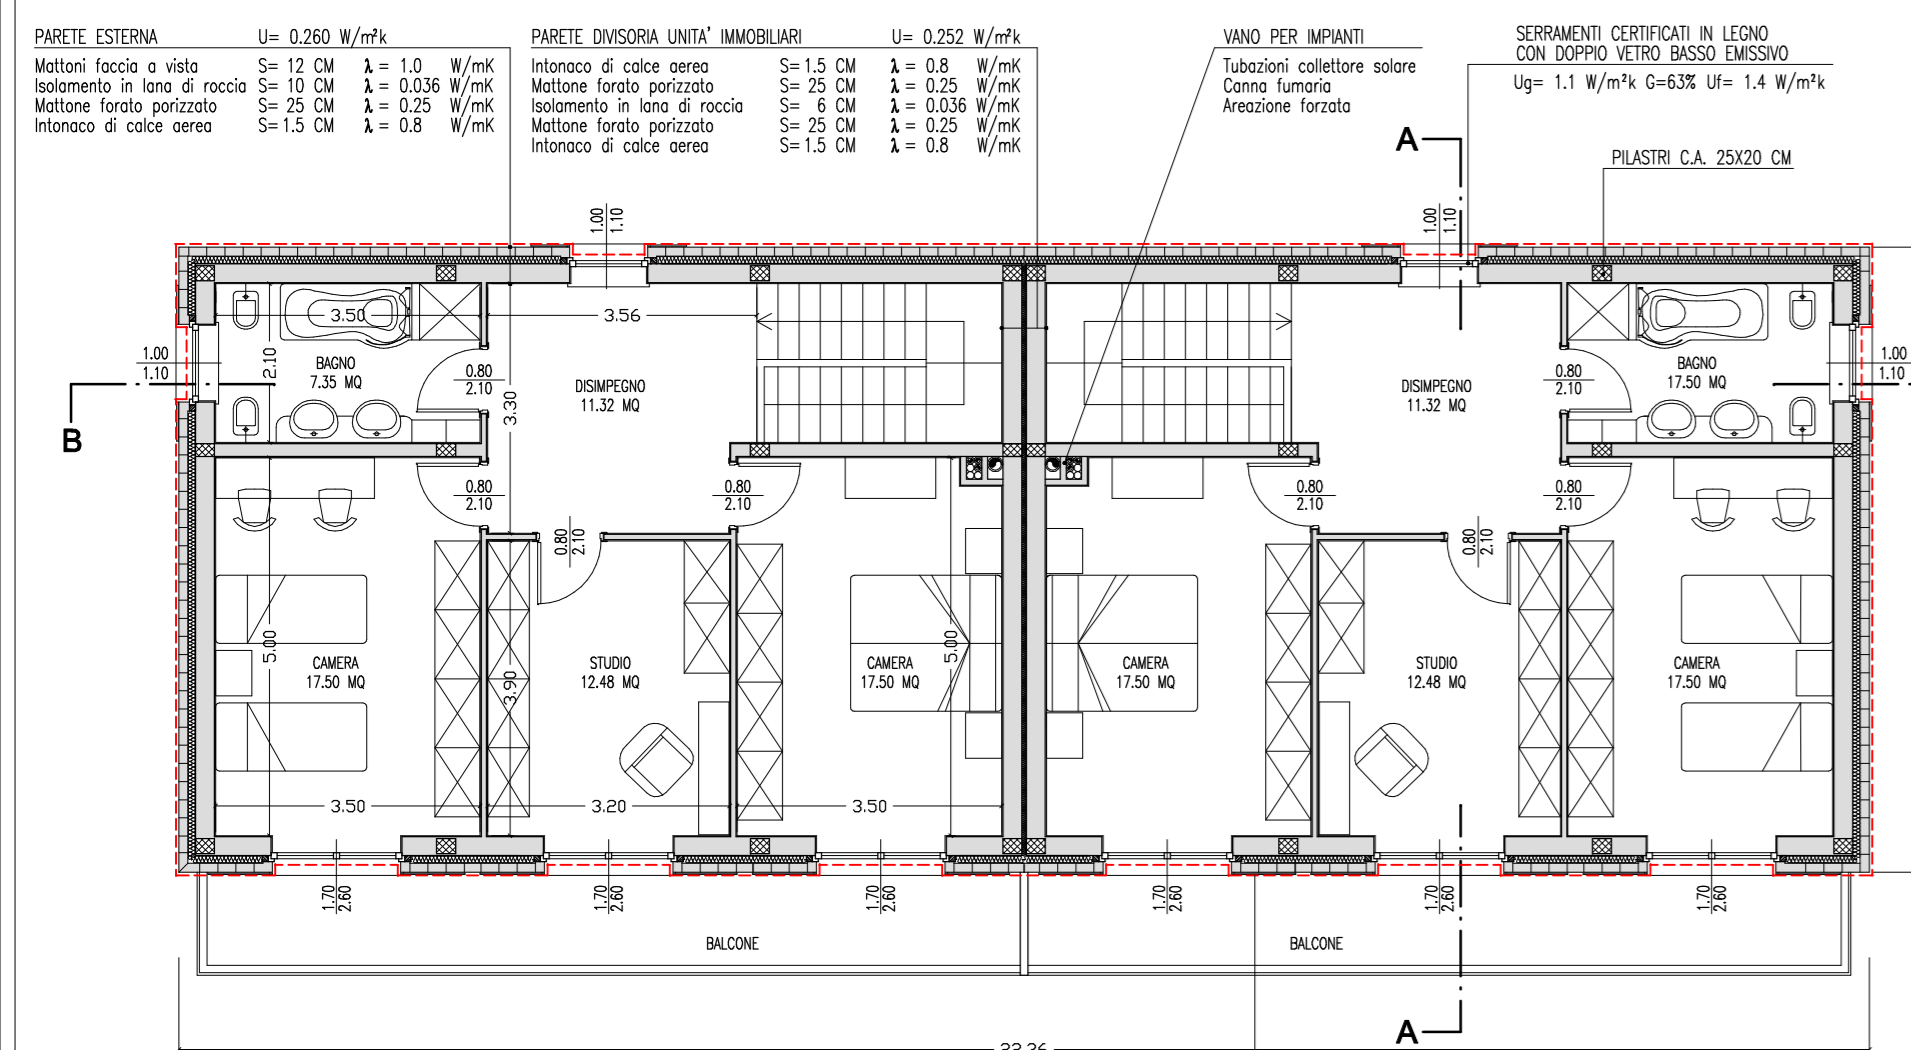 PARETE ESTERNA U= 0.260 W/m²k
Mattoni faccia a vista S= 12 CM λ = 1.0 W/mK
Isolamento in lana di roccia S= 10 CM λ = 0.036 W/mK
Mattone forato porizzato S= 25 CM λ = 0.25 W/mK
Intonaco di calce aerea S= 1.5 CM λ = 0.8 W/mK
PARETE DIVISORIA UNITA' IMMOBILIARI U= 0.252 W/m²k
Intonaco di calce aerea S= 1.5 CM λ = 0.8 W/mK
Mattone forato porizzato S= 25 CM λ = 0.25 W/mK
Isolamento in lana di roccia S= 6 CM λ = 0.036 W/mK
Mattone forato porizzato S= 25 CM λ = 0.25 W/mK
Intonaco di calce aerea S= 1.5 CM λ = 0.8 W/mK
VANO PER IMPIANTI
Tubazioni collettore solare
Canna fumaria
Areazione forzata
SERRAMENTI CERTIFICATI IN LEGNO
CON DOPPIO VETRO BASSO EMISSIVO
Ug= 1.1 W/m²k G=63% Uf= 1.4 W/m²k
A
PILASTRI C.A. 25X20 CM
1.00
1.10
1.00
1.10
3.50
3.56
1.00
1.10
2.10
BAGNO
7.35 MQ
0.80
2.10
DISIMPEGNO
11.32 MQ
3.30
DISIMPEGNO
11.32 MQ
0.80
2.10
BAGNO
17.50 MQ
1.00
1.10
B
0.80
2.10
0.80
2.10
0.80
2.10
0.80
2.10
0.80
2.10
0.80
2.10
5.00
CAMERA
17.50 MQ
3.90
STUDIO
12.48 MQ
CAMERA
17.50 MQ
5.00
CAMERA
17.50 MQ
STUDIO
12.48 MQ
CAMERA
17.50 MQ
3.50
3.20
3.50
1.70
2.60
1.70
2.60
1.70
2.60
1.70
2.60
1.70
2.60
1.70
2.60
BALCONE
BALCONE
A